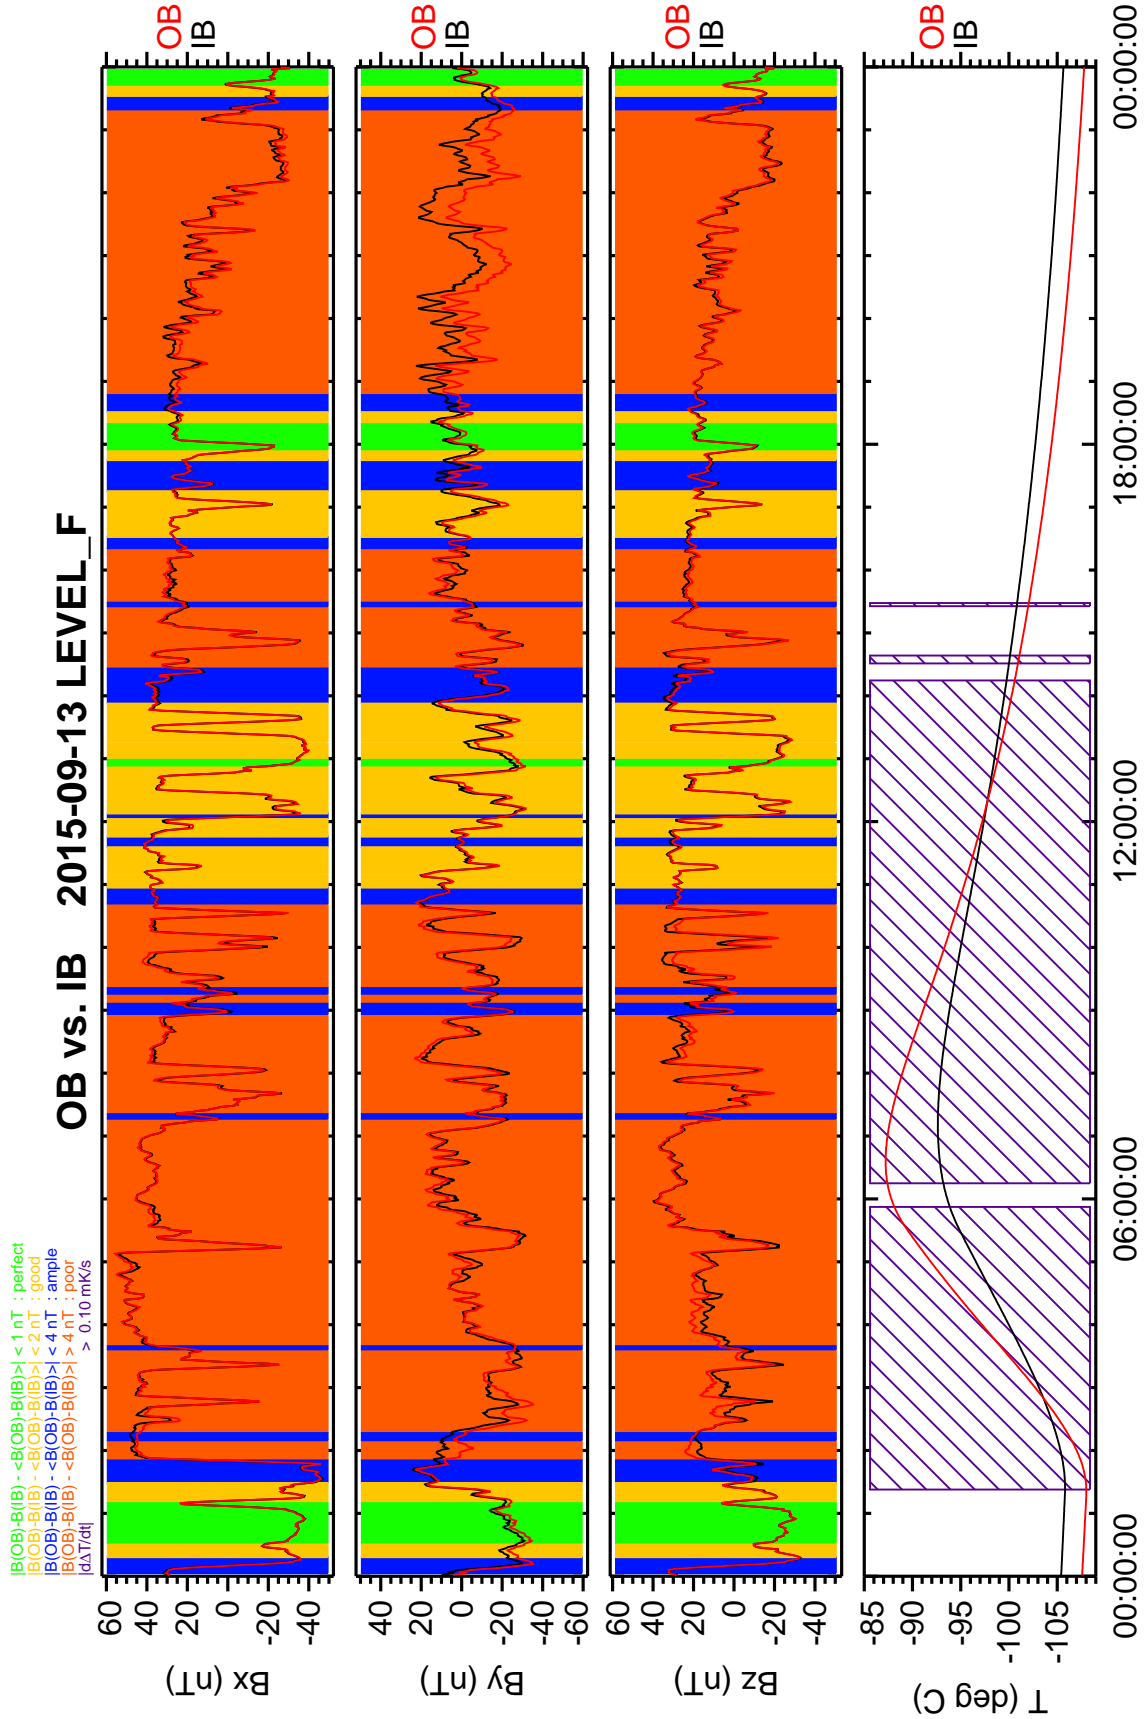 OB vs. IB 2015-09-13 LEVEL_F
|B(OB)-B(IB) - <B(OB)-B(IB)>| < 1 nT : perfect
|B(OB)-B(IB) - <B(OB)-B(IB)>| < 2 nT : good
|B(OB)-B(IB) - <B(OB)-B(IB)>| < 4 nT : ample
|B(OB)-B(IB) - <B(OB)-B(IB)>| > 4 nT : poor
|dΔT/dt| > 0.10 mK/s
Bx (nT)
60
40
20
0
-20
-40
OB
IB
By (nT)
40
20
0
-20
-40
-60
OB
IB
Bz (nT)
60
40
20
0
-20
-40
OB
IB
T (deg C)
-85
-90
-95
-100
-105
OB
IB
00:00:00 06:00:00 12:00:00 18:00:00 00:00:00